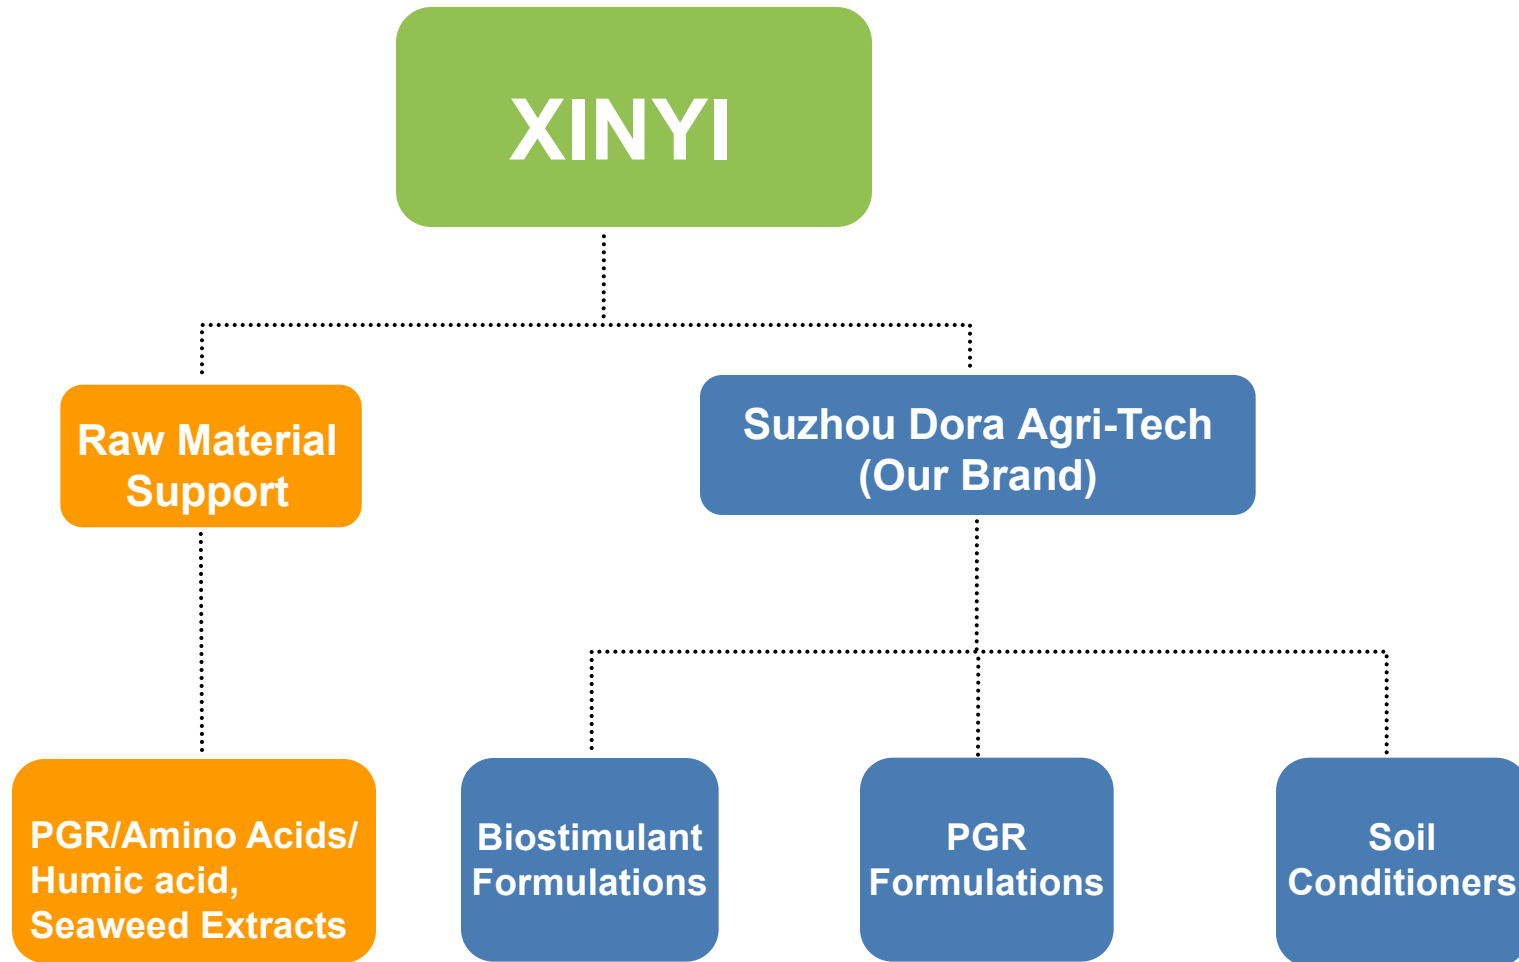 XINYI
Raw Material
Support
Suzhou Dora Agri-Tech
(Our Brand)
PGR/Amino Acids/
Humic acid,
Seaweed Extracts
Biostimulant
Formulations
PGR
Formulations
Soil
Conditioners